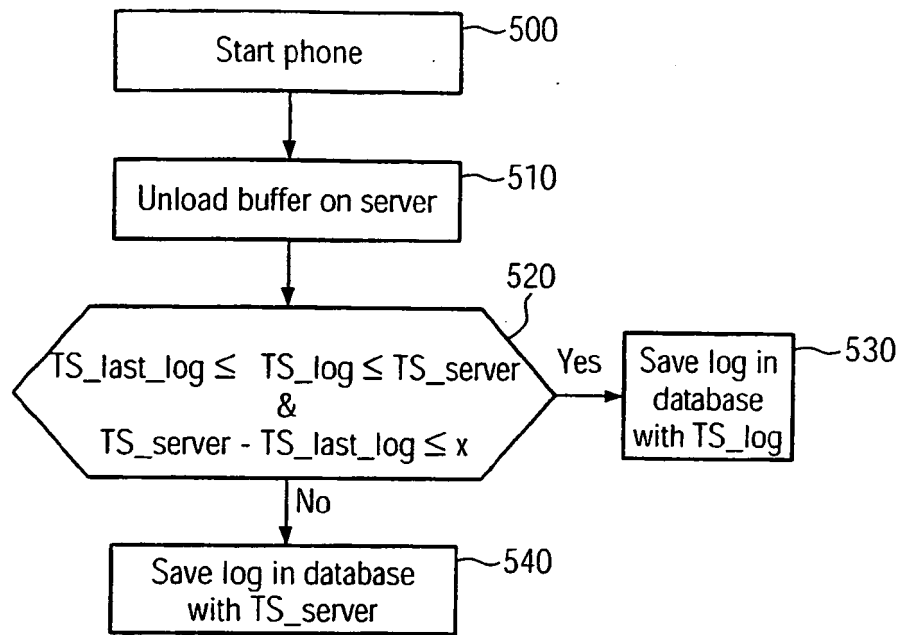 Start phone
500
Unload buffer on server
510
520
TS_last_log ≤ TS_log ≤ TS_server
&
TS_server - TS_last_log ≤ x
Yes
Save log in
database
with TS_log
530
No
Save log in database
with TS_server
540